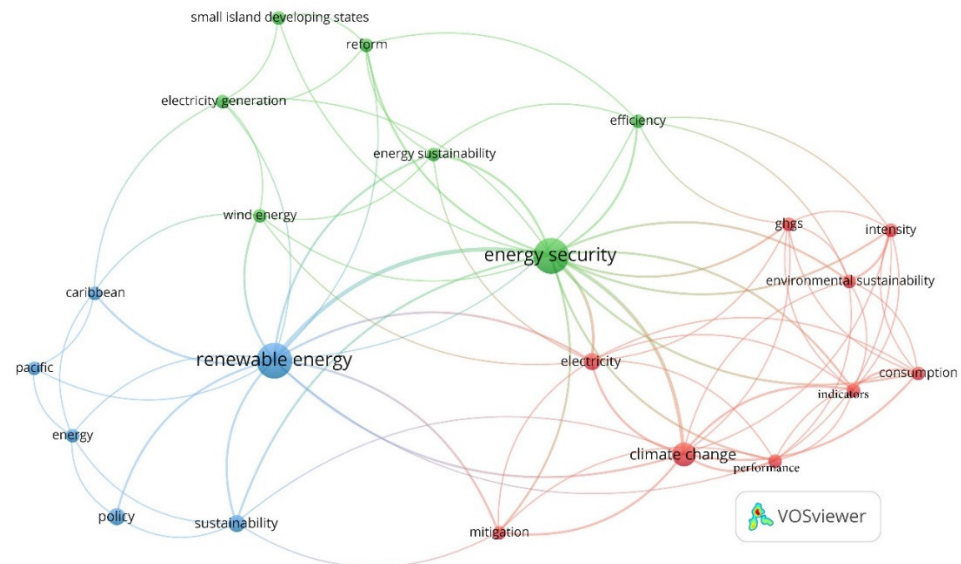 small island developing states
reform
electricity generation
efficiency
energy sustainability
wind energy
ghgs
intensity
energy security
environmental sustainability
caribbean
renewable energy
electricity
pacific
consumption
indicators
energy
climate change
performance
policy
sustainability
mitigation
VOSviewer